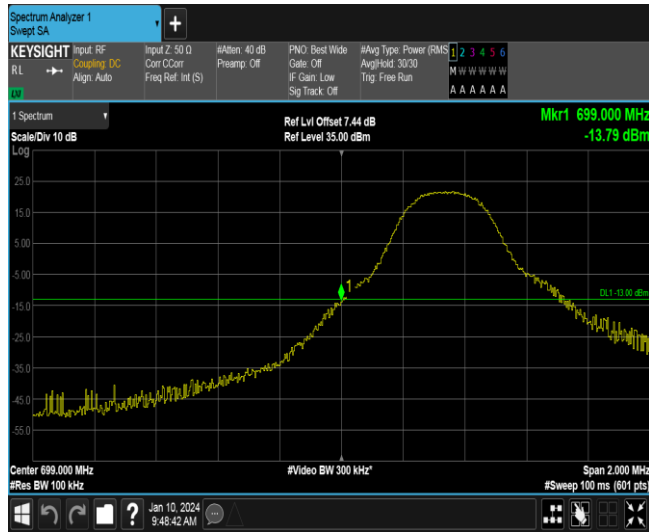 Spectrum Analyzer 1
Swept SA
+
KEYSIGHT Input: RF Input Z: 50 Ω #Atten: 40 dB PNO: Best Wide #Avg Type: Power (RMS 1 2 3 4 5 6
RL Coupling: DC Corr CCorr Preamp: Off Gate: Off Avg|Hold: 30/30 M W W W W W
Align: Auto Freq Ref: Int (S) IF Gain: Low Trig: Free Run
LXI Sig Track: Off A A A A A A
1 Spectrum Ref Lvl Offset 7.44 dB Mkr1 699.000 MHz
Scale/Div 10 dB Ref Level 35.00 dBm -13.79 dBm
Log
25.0
15.0
5.00
-5.00
1
DL1 -13.00 dBm
-15.0
-25.0
-35.0
-45.0
-55.0
Center 699.000 MHz #Video BW 300 kHz* Span 2.000 MHz
#Res BW 100 kHz #Sweep 100 ms (601 pts)
? Jan 10, 2024
9:48:42 AM